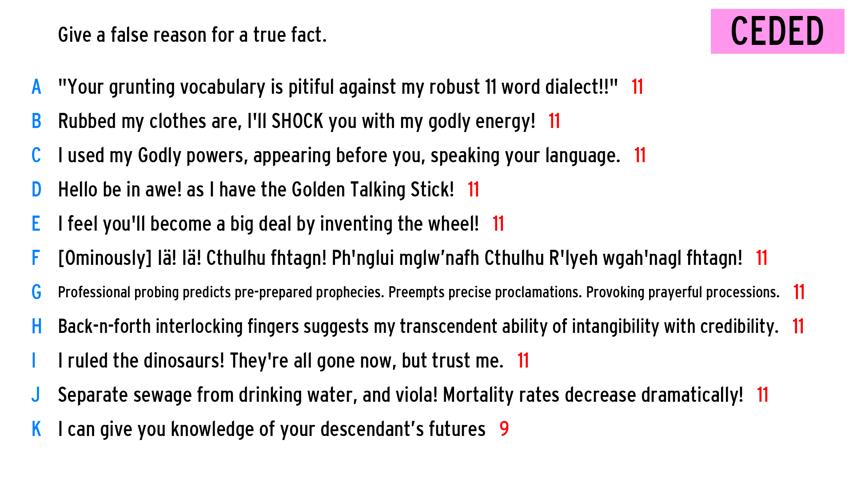 Give a false reason for a true fact.
CEDED
A "Your grunting vocabulary is pitiful against my robust 11 word dialect!!" 11
B Rubbed my clothes are, I'll SHOCK you with my godly energy! 11
C I used my Godly powers, appearing before you, speaking your language. 11
D Hello be in awe! as I have the Golden Talking Stick! 11
E I feel you'll become a big deal by inventing the wheel! 11
F [Ominously] Iä! Iä! Cthulhu fhtagn! Ph'nglui mglw’nafh Cthulhu R'lyeh wgah'nagl fhtagn! 11
G Professional probing predicts pre-prepared prophecies. Preempts precise proclamations. Provoking prayerful processions. 11
H Back-n-forth interlocking fingers suggests my transcendent ability of intangibility with credibility. 11
I I ruled the dinosaurs! They're all gone now, but trust me. 11
J Separate sewage from drinking water, and viola! Mortality rates decrease dramatically! 11
K I can give you knowledge of your descendant’s futures 9